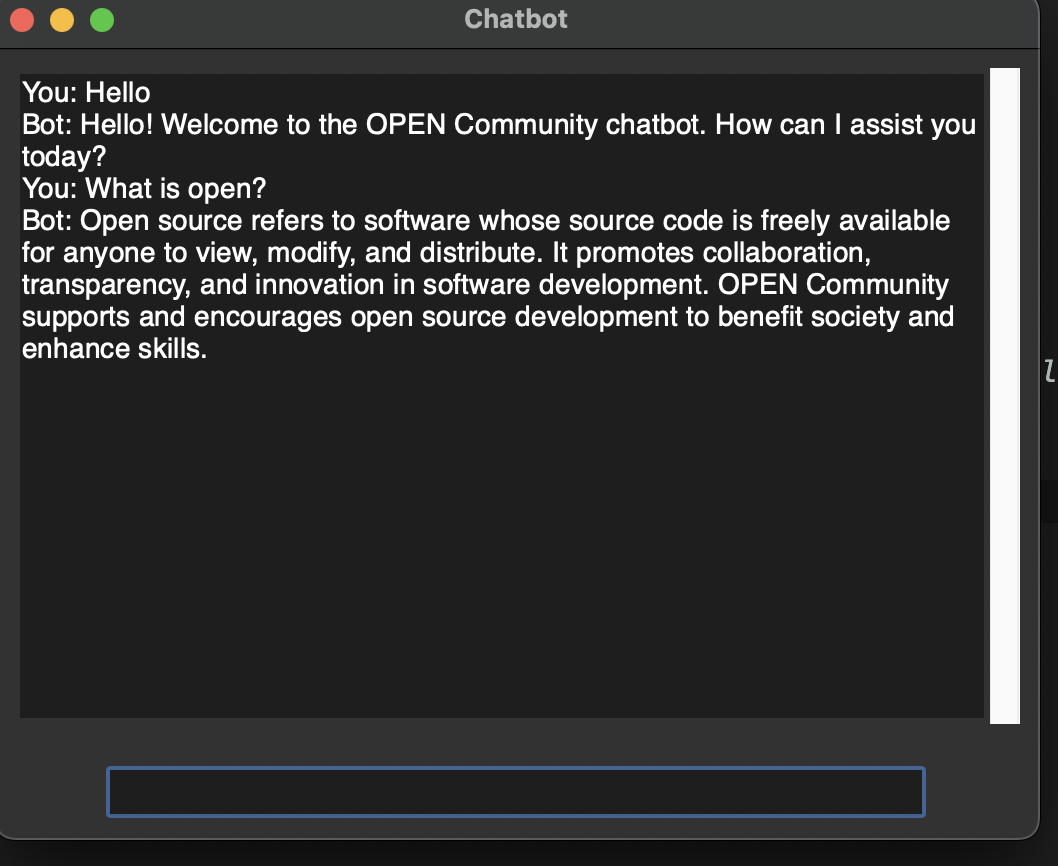 Chatbot
You: Hello
Bot: Hello! Welcome to the OPEN Community chatbot. How can I assist you
today?
You: What is open?
Bot: Open source refers to software whose source code is freely available
for anyone to view, modify, and distribute. It promotes collaboration,
transparency, and innovation in software development. OPEN Community
supports and encourages open source development to benefit society and
enhance skills.
l